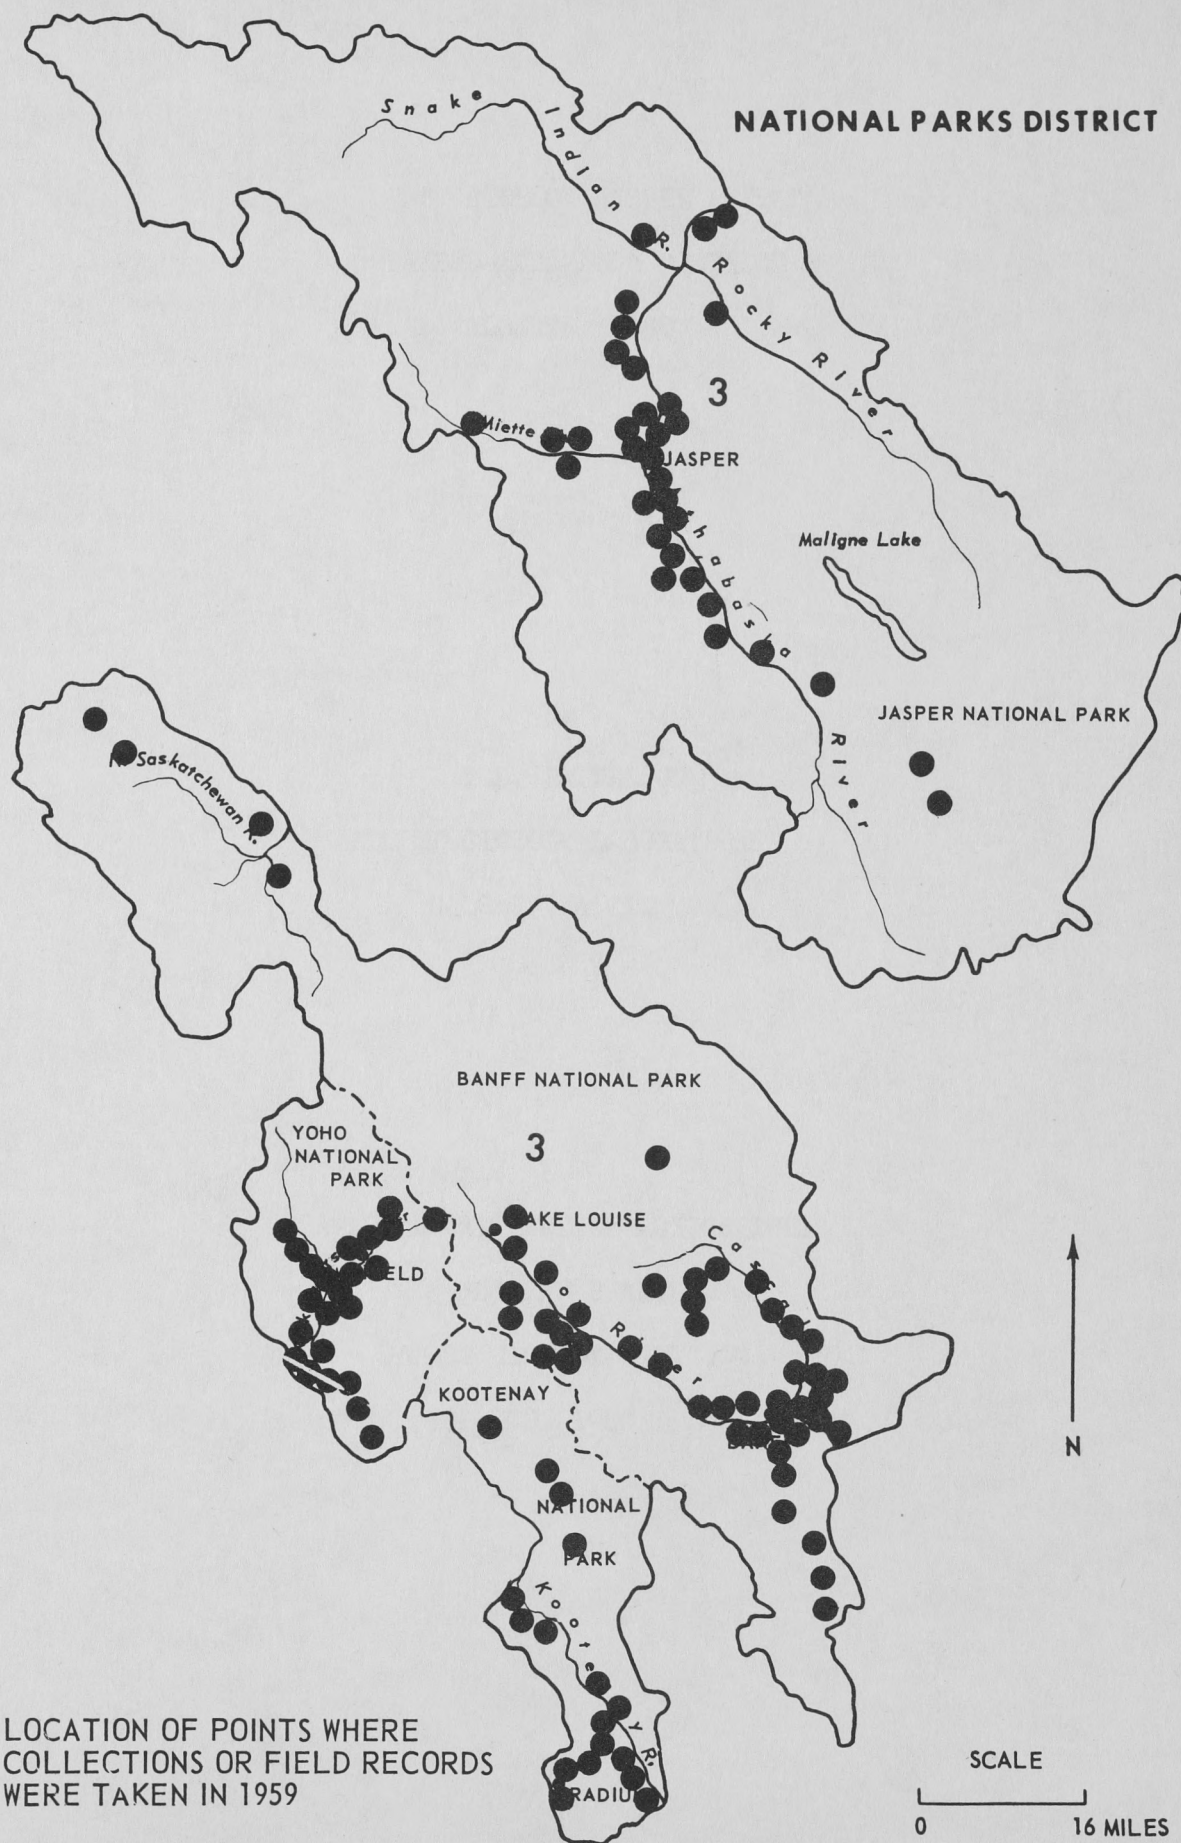 NATIONAL PARKS DISTRICT
Snake Indian R.
Rocky River
3
Miette
JASPER
Maligne Lake
JASPER NATIONAL PARK
River
Saskatchewan R.
BANFF NATIONAL PARK
3
YOHO
NATIONAL
PARK
LAKE LOUISE
River
KOOTENAY
NATIONAL
PARK
N
LOCATION OF POINTS WHERE
COLLECTIONS OR FIELD RECORDS
WERE TAKEN IN 1959
SCALE
0 16 MILES